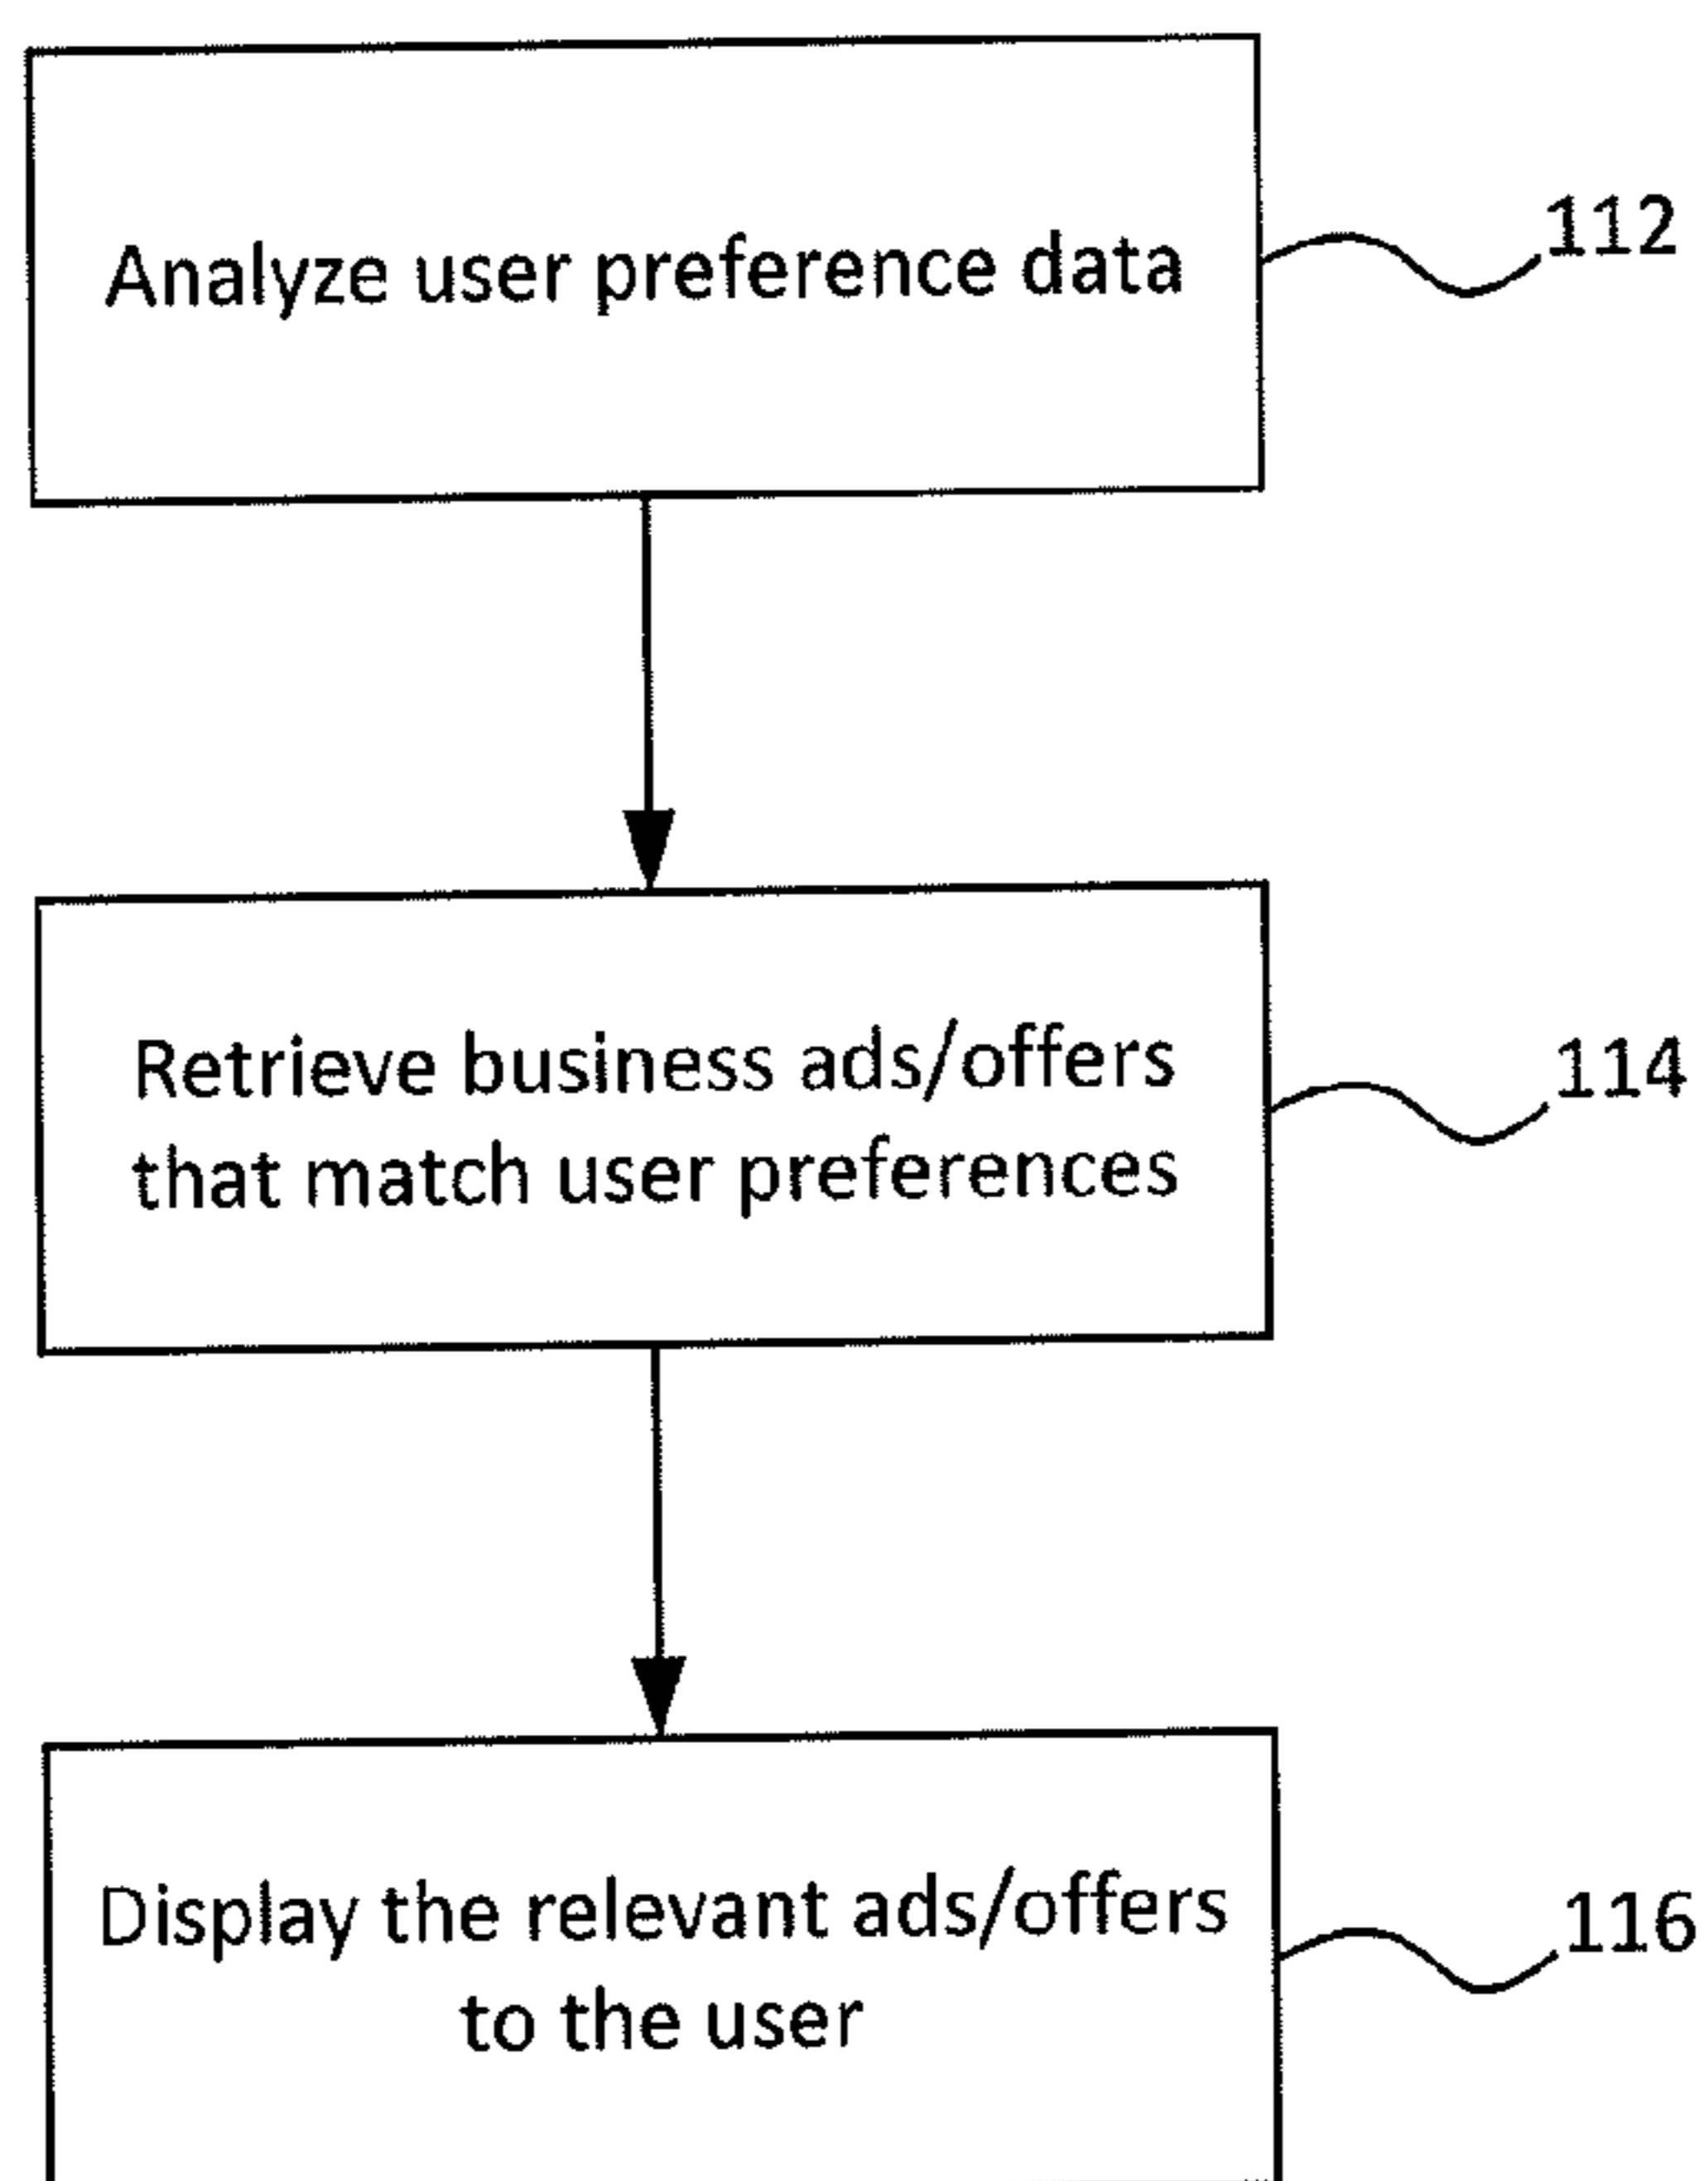 Analyze user preference data
112
Retrieve business ads/offers
that match user preferences
114
Display the relevant ads/offers
to the user
116